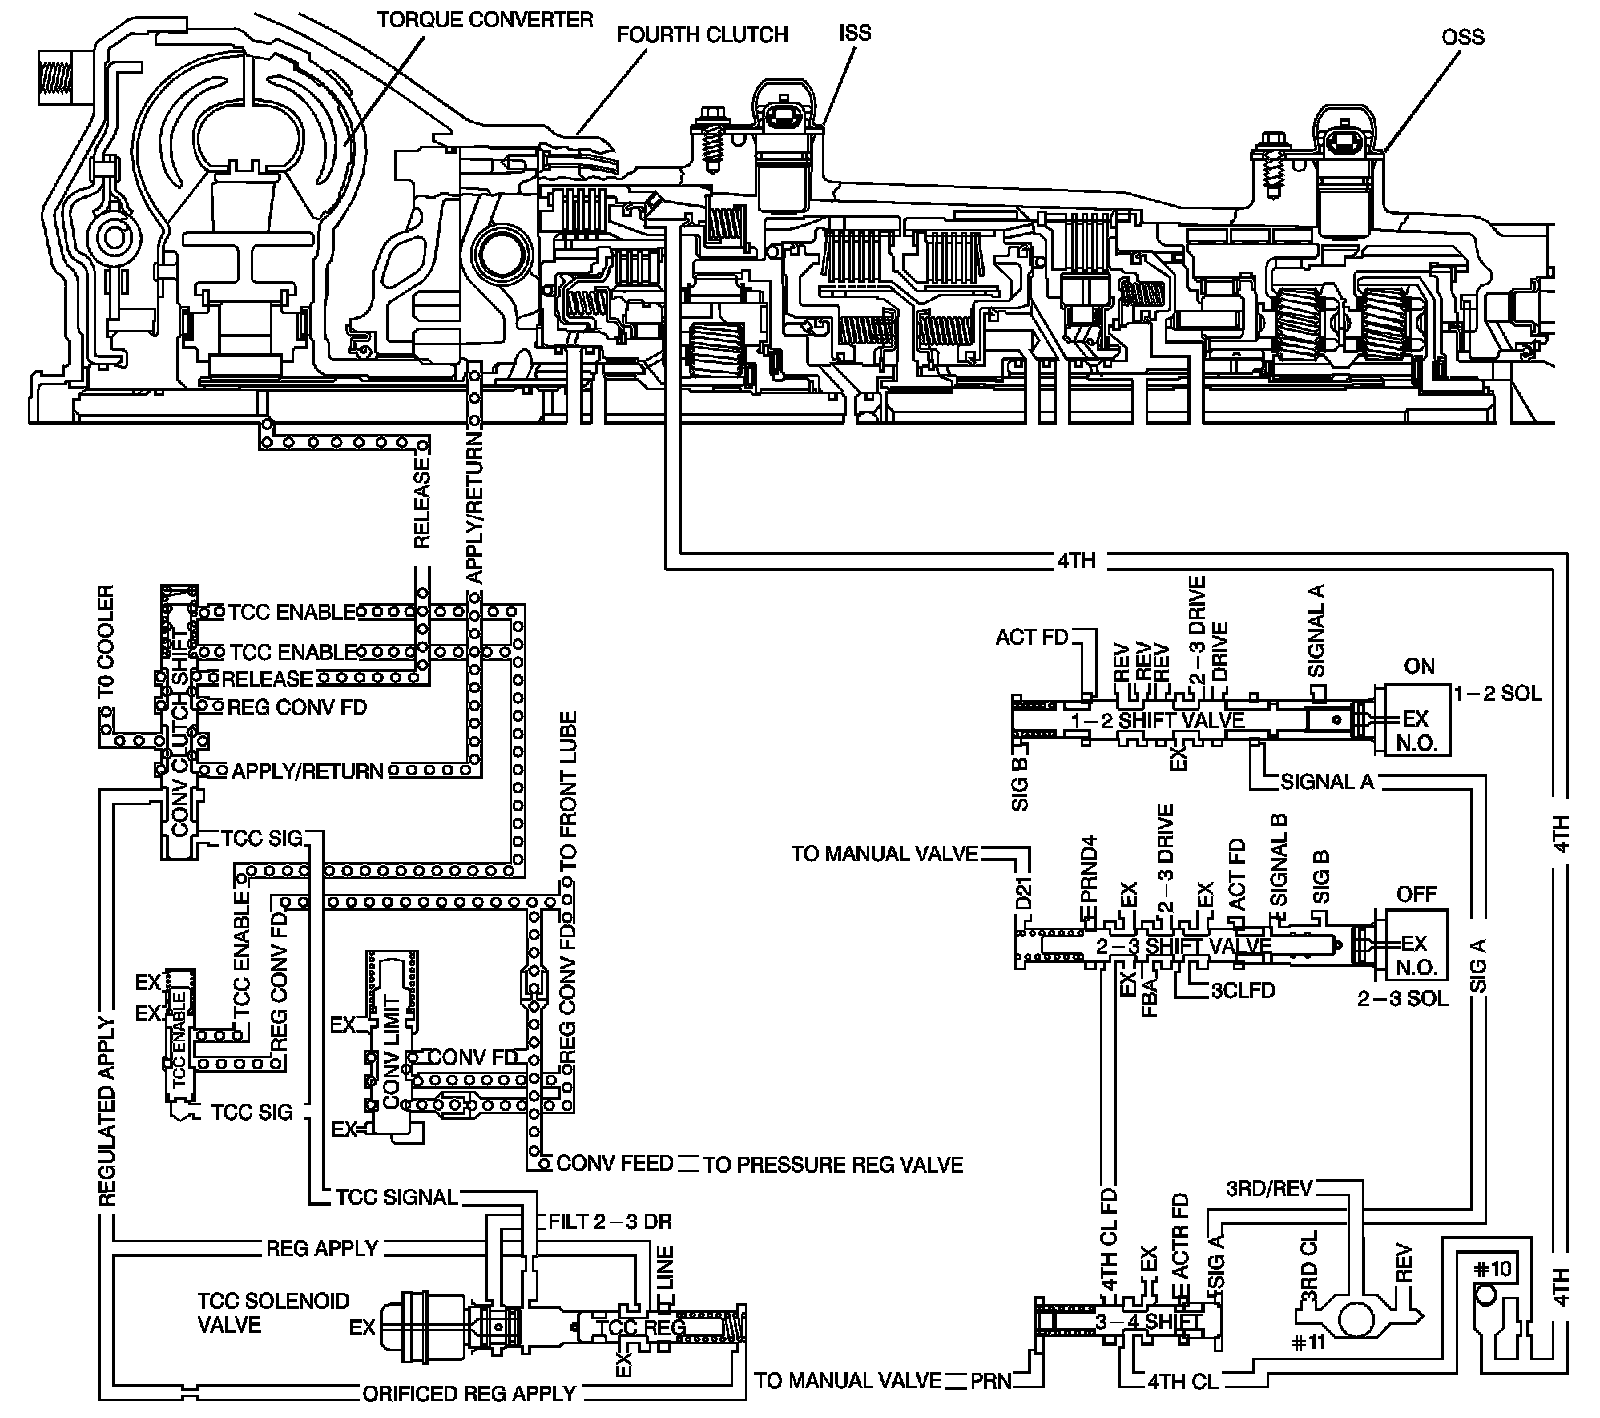 TORQUE CONVERTER
FOURTH CLUTCH
ISS
OSS
RELEASE
APPLY/RETURN
4TH
TO COOLER
CONV CLUTCH SHIFT
TCC ENABLE
TCC ENABLE
RELEASE
REG CONV FD
APPLY/RETURN
TCC SIG
TO FRONT LUBE
REG CONV FD
TCC ENABLE
REG CONV FD
EX
EX
TCC ENABLE
TCC SIG
REGULATED APPLY
EX
CONV LIMIT
CONV FD
EX
CONV FEED
TO PRESSURE REG VALVE
TCC SIGNAL
FILT 2-3 DR
REG APPLY
LINE
TCC SOLENOID
VALVE
EX
TCC REG
EX
ORIFICED REG APPLY
ACT FD
REV
REV
REV
2-3 DRIVE
DRIVE
SIGNAL A
ON
1-2 SOL
1-2 SHIFT VALVE
EX
N.O.
SIG B
EX
SIGNAL A
TO MANUAL VALVE
D21
PRND4
EX
2-3 DRIVE
EX
ACT FD
SIGNAL B
SIG B
OFF
2-3 SHIFT VALVE
EX
N.O.
2-3 SOL
EX
FBA
3CLFD
SIG A
4TH
4TH CL FD
EX
ACTR FD
SIG A
3RD/REV
3RD CL
REV
#10
#11
4TH
3-4 SHIFT
TO MANUAL VALVE
PRN
4TH CL